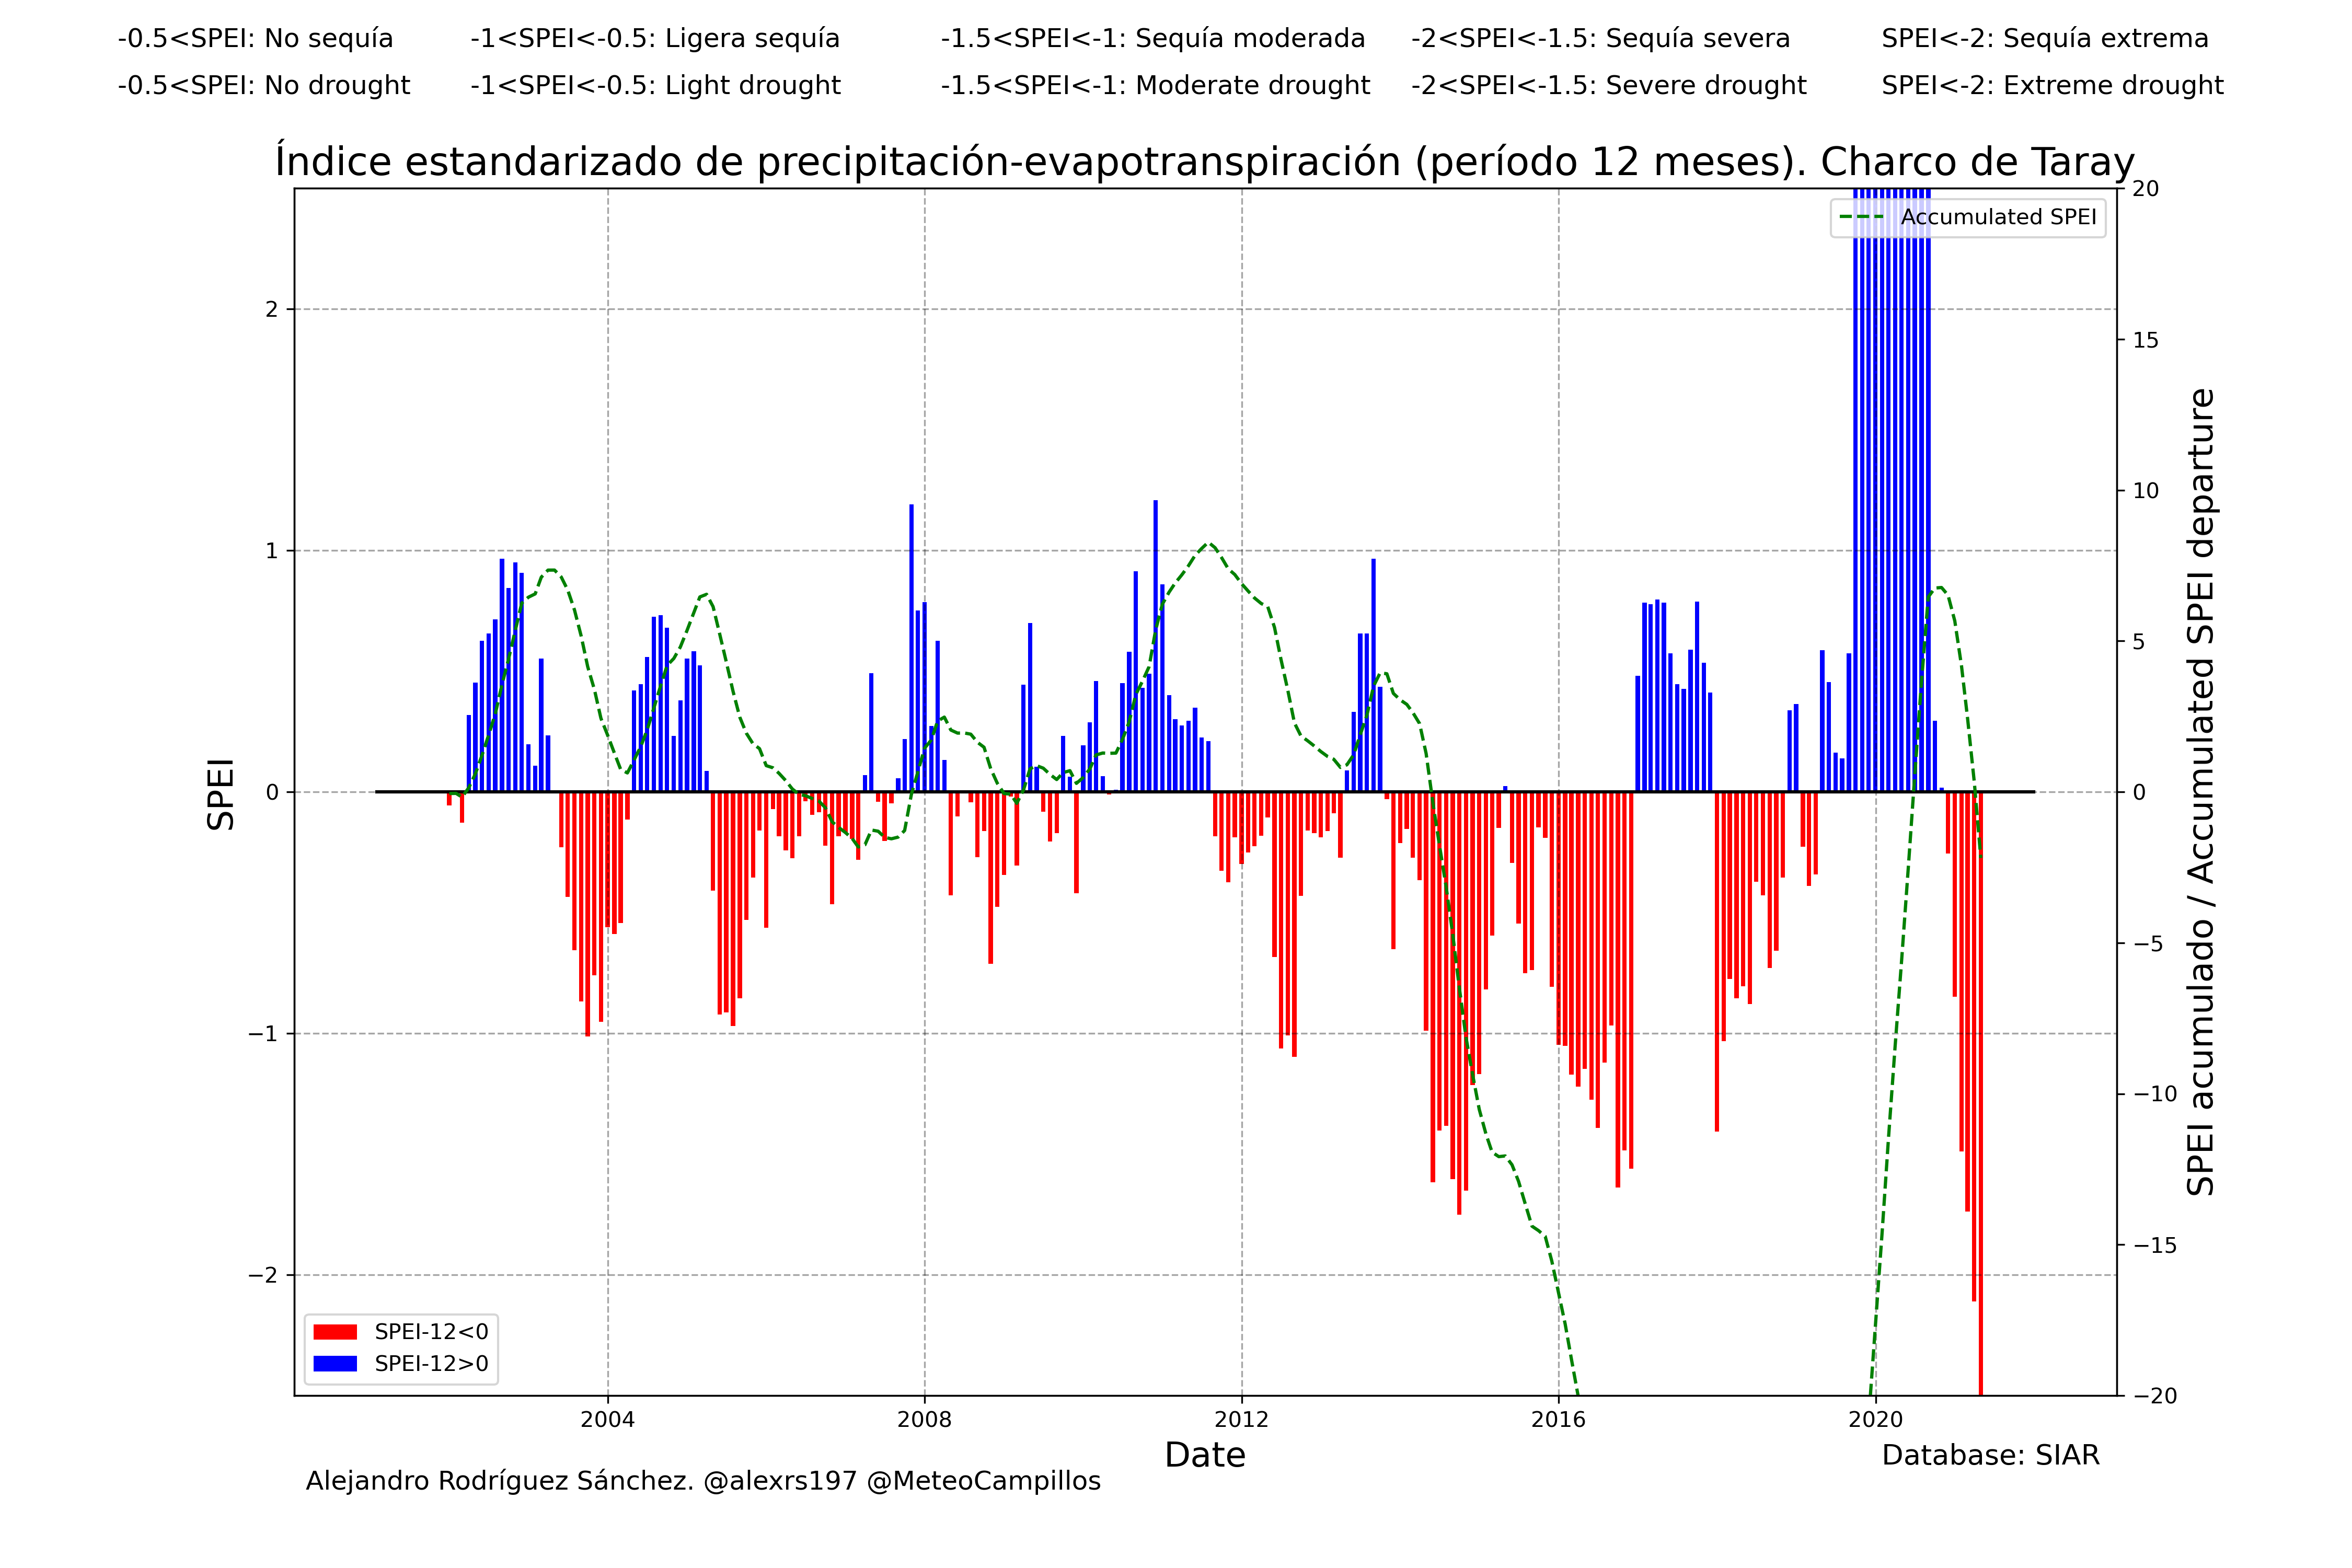 -0.5<SPEI: No sequía -1<SPEI<-0.5: Ligera sequía -1.5<SPEI<-1: Sequía moderada -2<SPEI<-1.5: Sequía severa SPEI<-2: Sequía extrema
-0.5<SPEI: No drought -1<SPEI<-0.5: Light drought -1.5<SPEI<-1: Moderate drought -2<SPEI<-1.5: Severe drought SPEI<-2: Extreme drought
Índice estandarizado de precipitación-evapotranspiración (período 12 meses). Charco de Taray
Accumulated SPEI
SPEI
2
1
0
−1
−2
20
15
10
5
0
−5
−10
−15
−20
SPEI acumulado / Accumulated SPEI departure
SPEI-12<0
SPEI-12>0
2004 2008 2012 2016 2020
Date
Database: SIAR
Alejandro Rodríguez Sánchez. @alexrs197 @MeteoCampillos